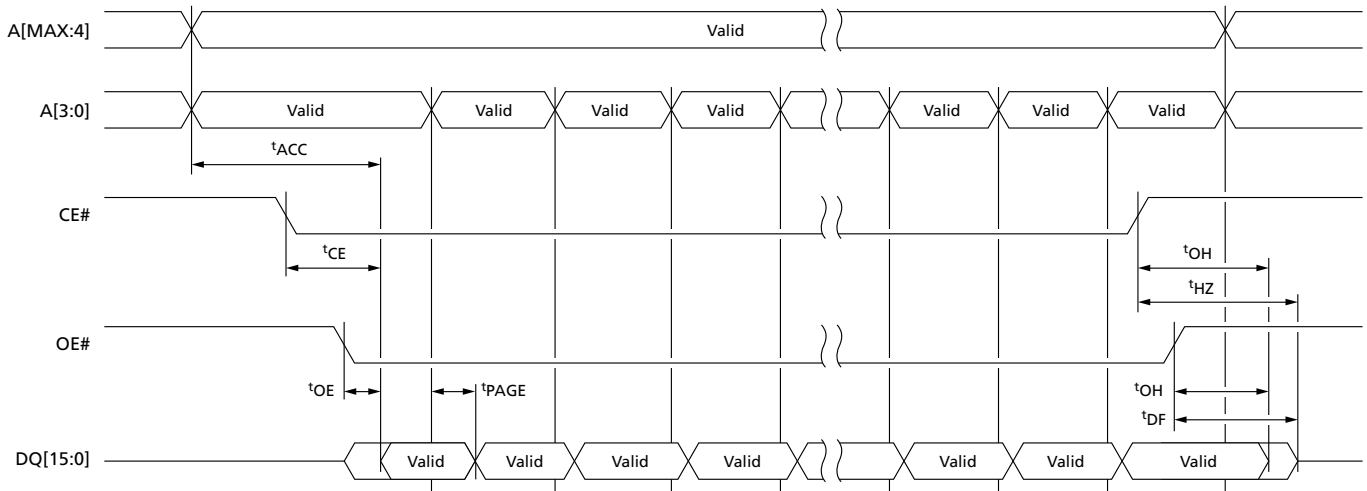 A[MAX:4] Valid
A[3:0] Valid Valid Valid Valid Valid Valid Valid
tACC
CE#
tCE tOH
tHZ
OE#
tOE tPAGE tOH
tDF
DQ[15:0] Valid Valid Valid Valid Valid Valid Valid